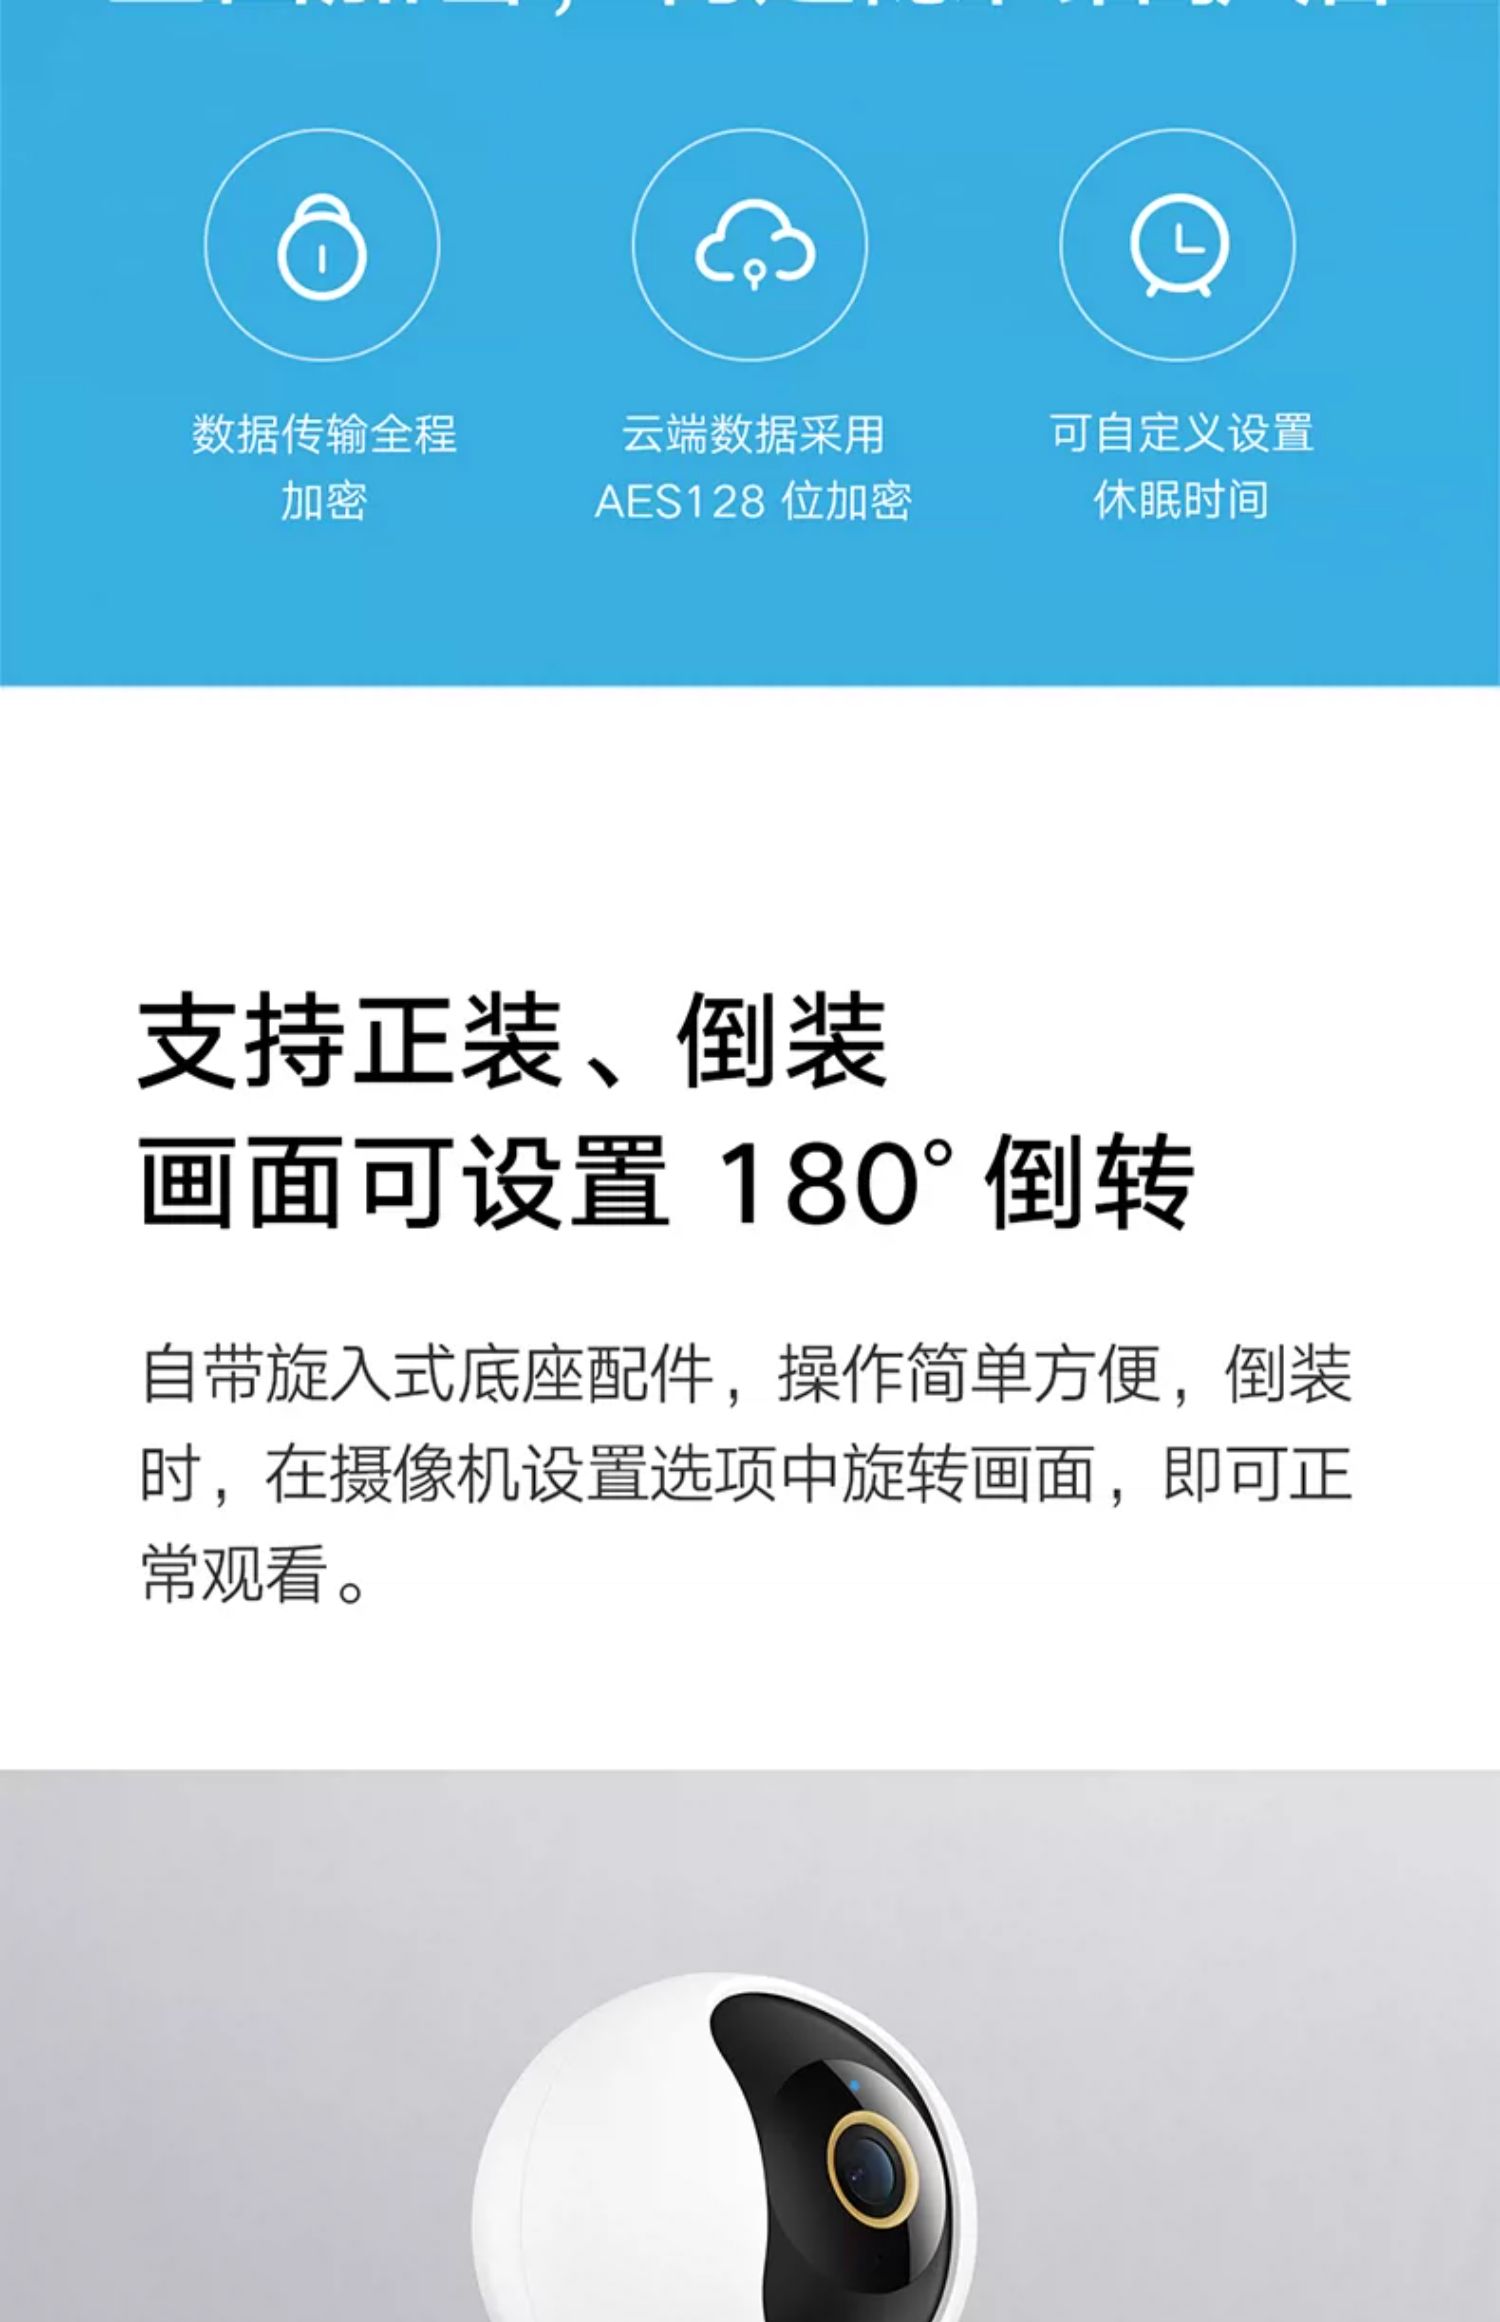 数据传输全程
加密
云端数据采用
AES128 位加密
可自定义设置
休眠时间
支持正装、倒装
画面可设置 180° 倒转
自带旋入式底座配件，操作简单方便，倒装
时，在摄像机设置选项中旋转画面，即可正
常观看。